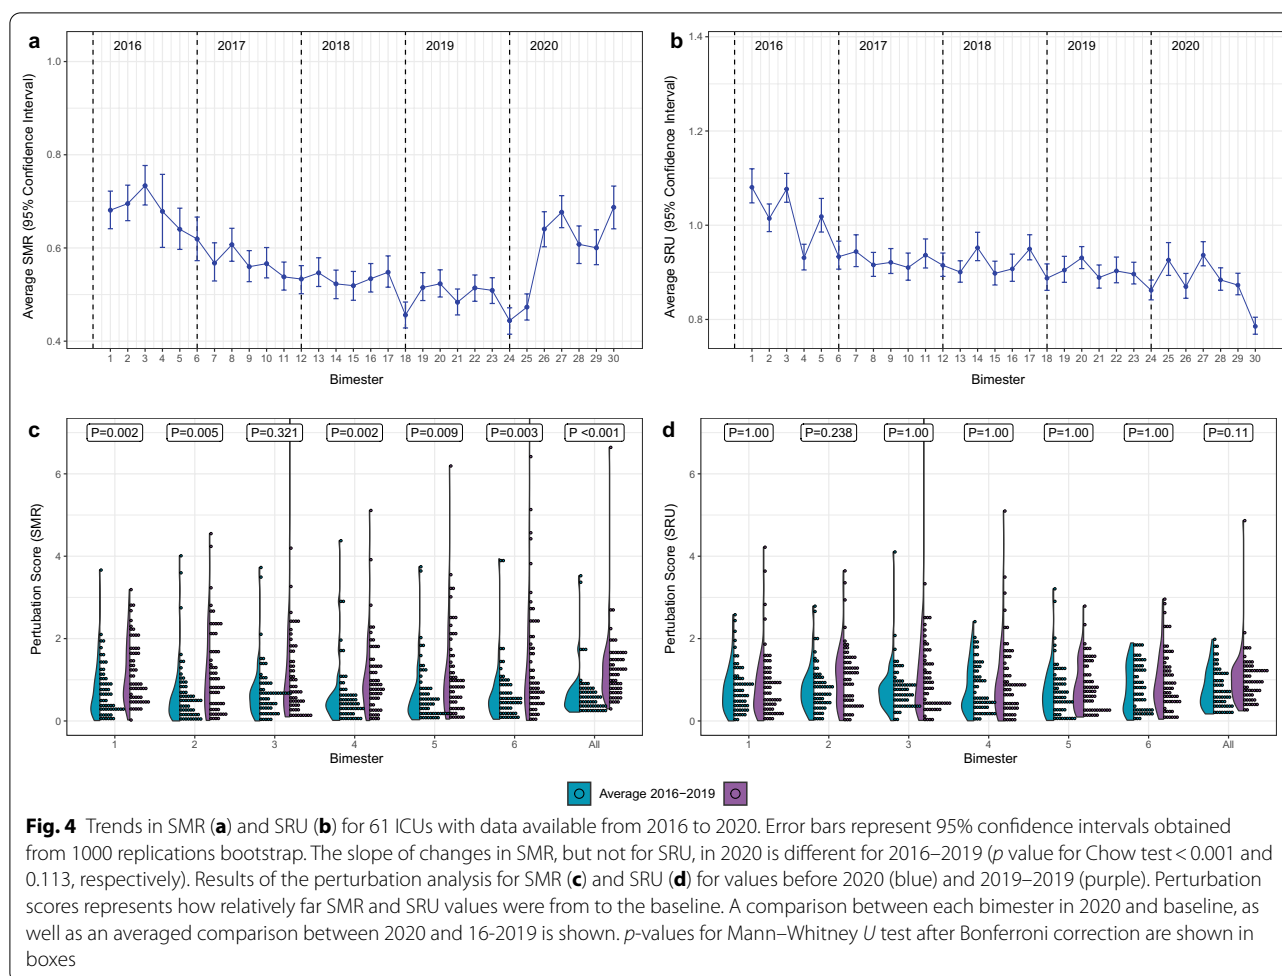 a
2016 2017 2018 2019 2020
Average SMR (95% Confidence Interval)
1.0
0.8
0.6
0.4
1 2 3 4 5 6 7 8 9 10 11 12 13 14 15 16 17 18 19 20 21 22 23 24 25 26 27 28 29 30
Bimester
b
2016 2017 2018 2019 2020
Average SRU (95% Confidence Interval)
1.4
1.2
1.0
0.8
1 2 3 4 5 6 7 8 9 10 11 12 13 14 15 16 17 18 19 20 21 22 23 24 25 26 27 28 29 30
Bimester
c
P=0.002 P=0.005 P=0.321 P=0.002 P=0.009 P=0.003 P <0.001
Pertubation Score (SMR)
6
4
2
0
1 2 3 4 5 6 All
Bimester
d
P=1.00 P=0.238 P=1.00 P=1.00 P=1.00 P=1.00 P=0.11
Pertubation Score (SRU)
6
4
2
0
1 2 3 4 5 6 All
Bimester
Average 2016−2019
Fig. 4 Trends in SMR (a) and SRU (b) for 61 ICUs with data available from 2016 to 2020. Error bars represent 95% confidence intervals obtained
from 1000 replications bootstrap. The slope of changes in SMR, but not for SRU, in 2020 is different for 2016–2019 (p value for Chow test < 0.001 and
0.113, respectively). Results of the perturbation analysis for SMR (c) and SRU (d) for values before 2020 (blue) and 2019–2019 (purple). Perturbation
scores represents how relatively far SMR and SRU values were from to the baseline. A comparison between each bimester in 2020 and baseline, as
well as an averaged comparison between 2020 and 16-2019 is shown. p-values for Mann–Whitney U test after Bonferroni correction are shown in
boxes